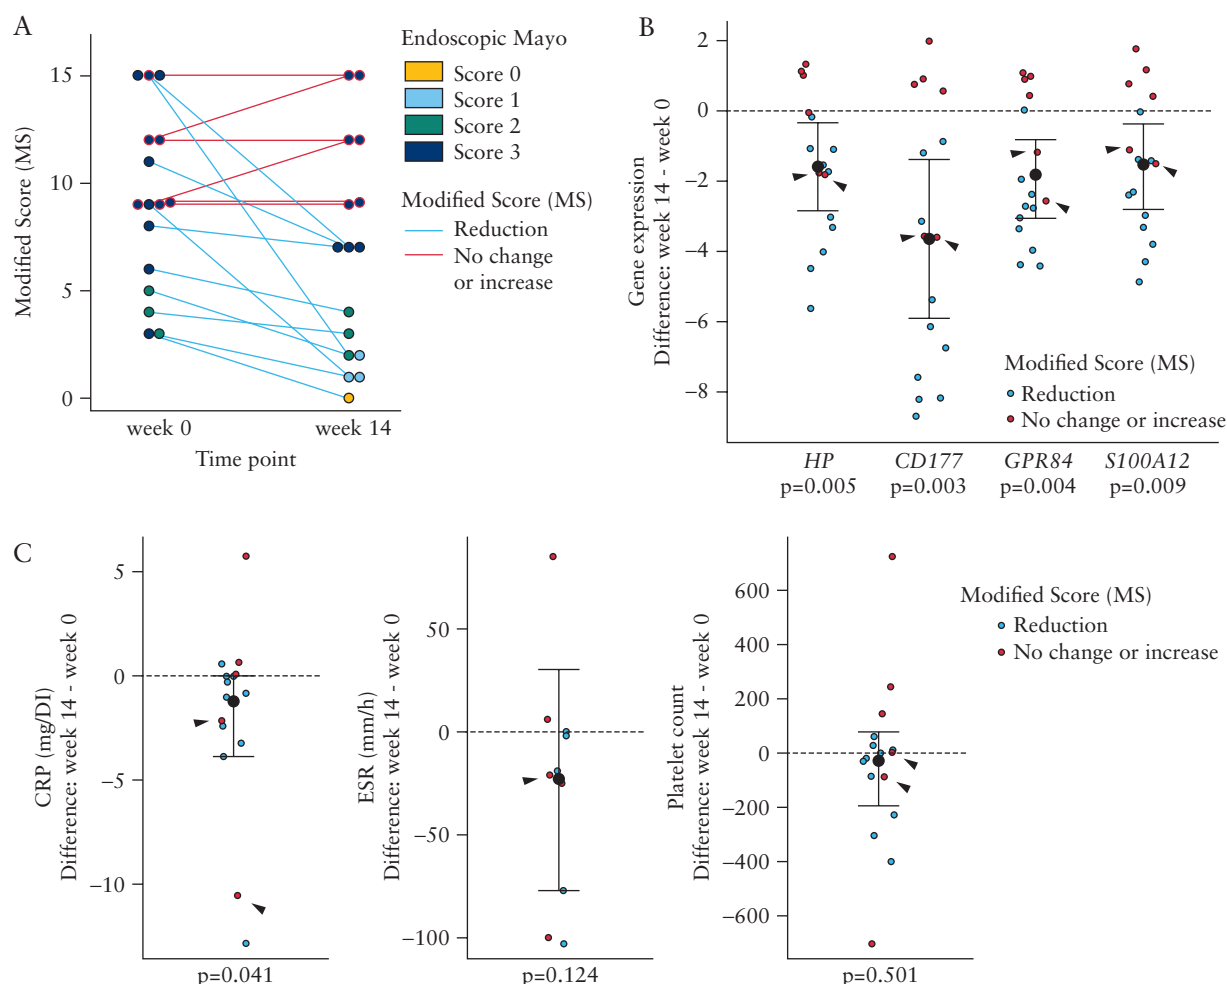 A
Modified Score (MS)
15
10
5
0
week 0
week 14
Time point
Endoscopic Mayo
Score 0
Score 1
Score 2
Score 3
Modified Score (MS)
Reduction
No change
or increase
B
Gene expression
Difference: week 14 - week 0
2
0
–2
–4
–6
–8
Modified Score (MS)
Reduction
No change or increase
HP
CD177
GPR84
S100A12
p=0.005
p=0.003
p=0.004
p=0.009
C
CRP (mg/DI)
Difference: week 14 - week 0
5
0
–5
–10
p=0.041
ESR (mm/h)
Difference: week 14 - week 0
50
0
–50
–100
p=0.124
Platelet count
Difference: week 14 - week 0
600
400
200
0
–200
–400
–600
p=0.501
Modified Score (MS)
Reduction
No change or increase